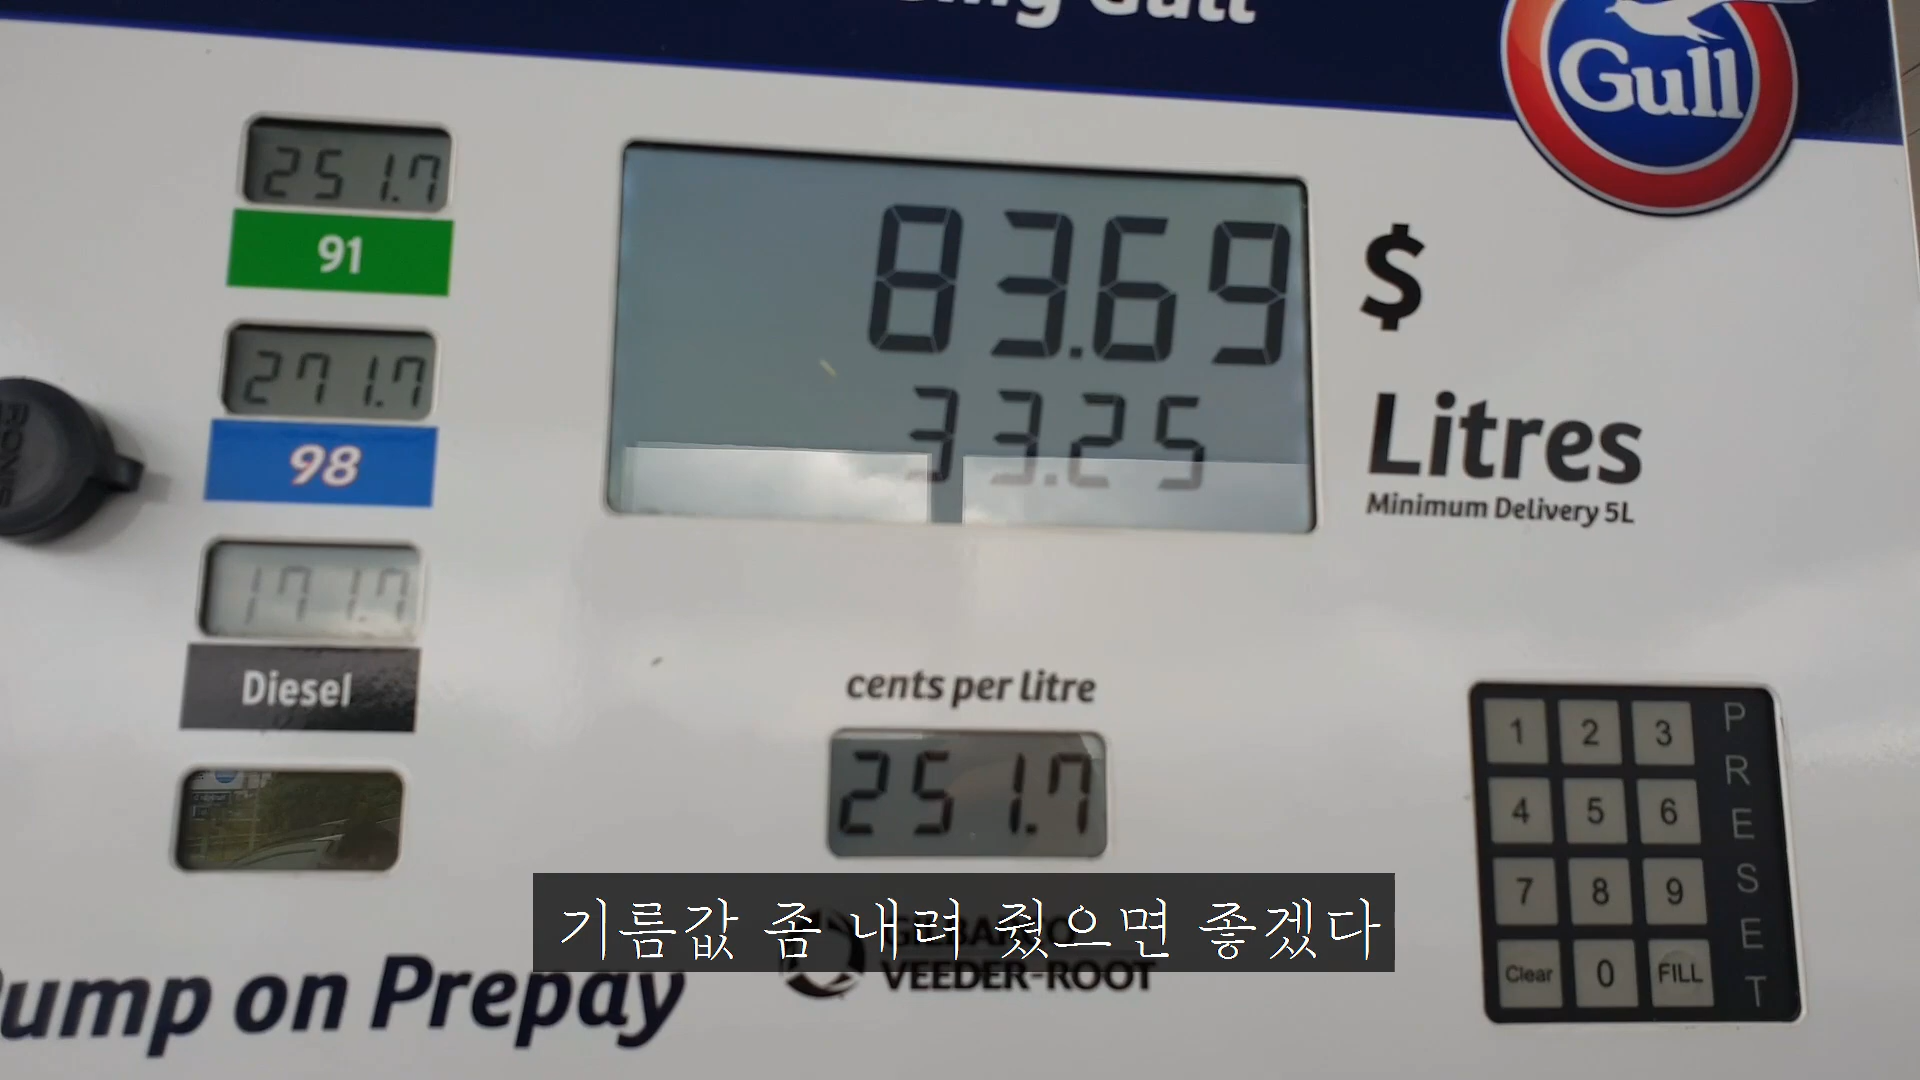 Gull
251.7
91
83.69
$
271.7
98
33.25
Litres
Minimum Delivery 5L
171.7
Diesel
cents per litre
251.7
1 2 3
4 5 6
7 8 9
Clear 0 FILL
PRESET
기름값 좀 내려 줬으면 좋겠다
VEEDER-ROOT
on Prepay